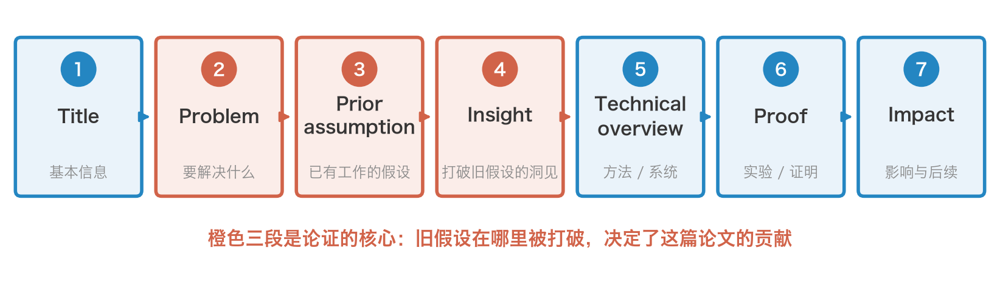 1
Title
基本信息
2
Problem
要解决什么
3
Prior
assumption
已有工作的假设
4
Insight
打破旧假设的洞见
5
Technical
overview
方法 / 系统
6
Proof
实验 / 证明
7
Impact
影响与后续
橙色三段是论证的核心：旧假设在哪里被打破，决定了这篇论文的贡献